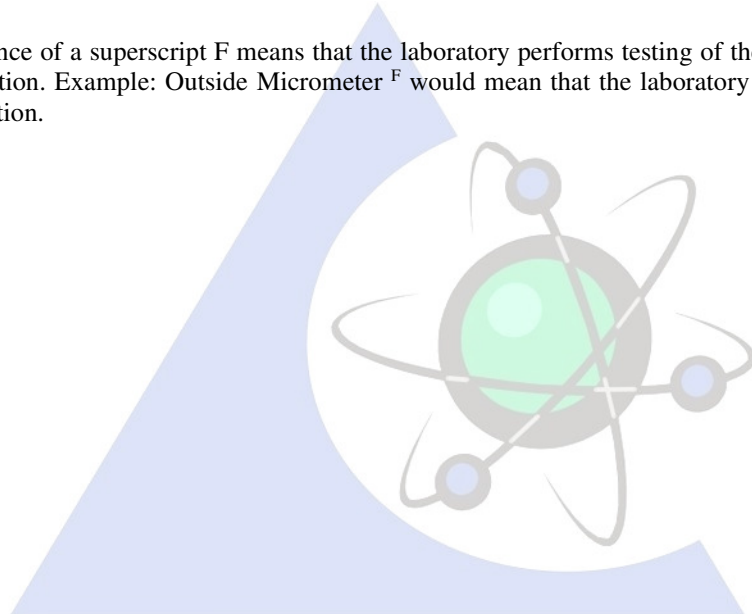 nce of a superscript F means that the laboratory performs testing of the
tion. Example: Outside Micrometer F would mean that the laboratory
tion.